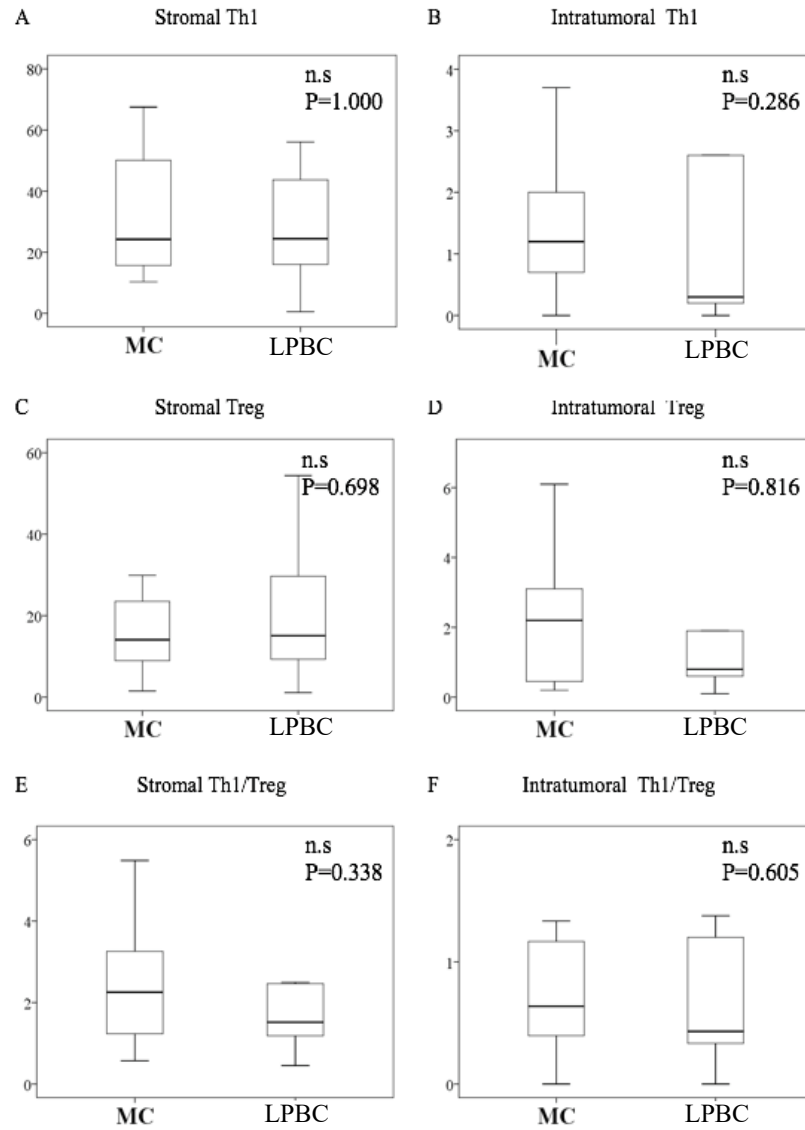 A Stromal Th1
80
60
40
20
0
n.s
P=1.000
MC LPBC
B Intratumoral Th1
4
3
2
1
0
n.s
P=0.286
MC LPBC
C Stromal Treg
60
40
20
0
n.s
P=0.698
MC LPBC
D Intratumoral Treg
6
4
2
0
n.s
P=0.816
MC LPBC
E Stromal Th1/Treg
6
4
2
0
n.s
P=0.338
MC LPBC
F Intratumoral Th1/Treg
2
1
0
n.s
P=0.605
MC LPBC